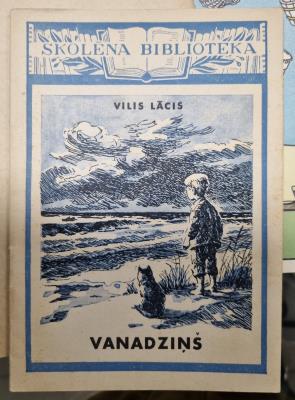 SKOLĒNA BIBLIOTĒKA
VILIS LĀCIS
VANADZIŅŠ